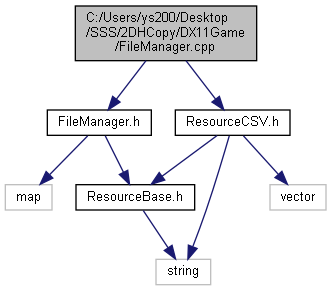 C:/Users/ys200/Desktop
/SSS/2DHCopy/DX11Game
/FileManager.cpp
FileManager.h
ResourceCSV.h
map
ResourceBase.h
vector
string